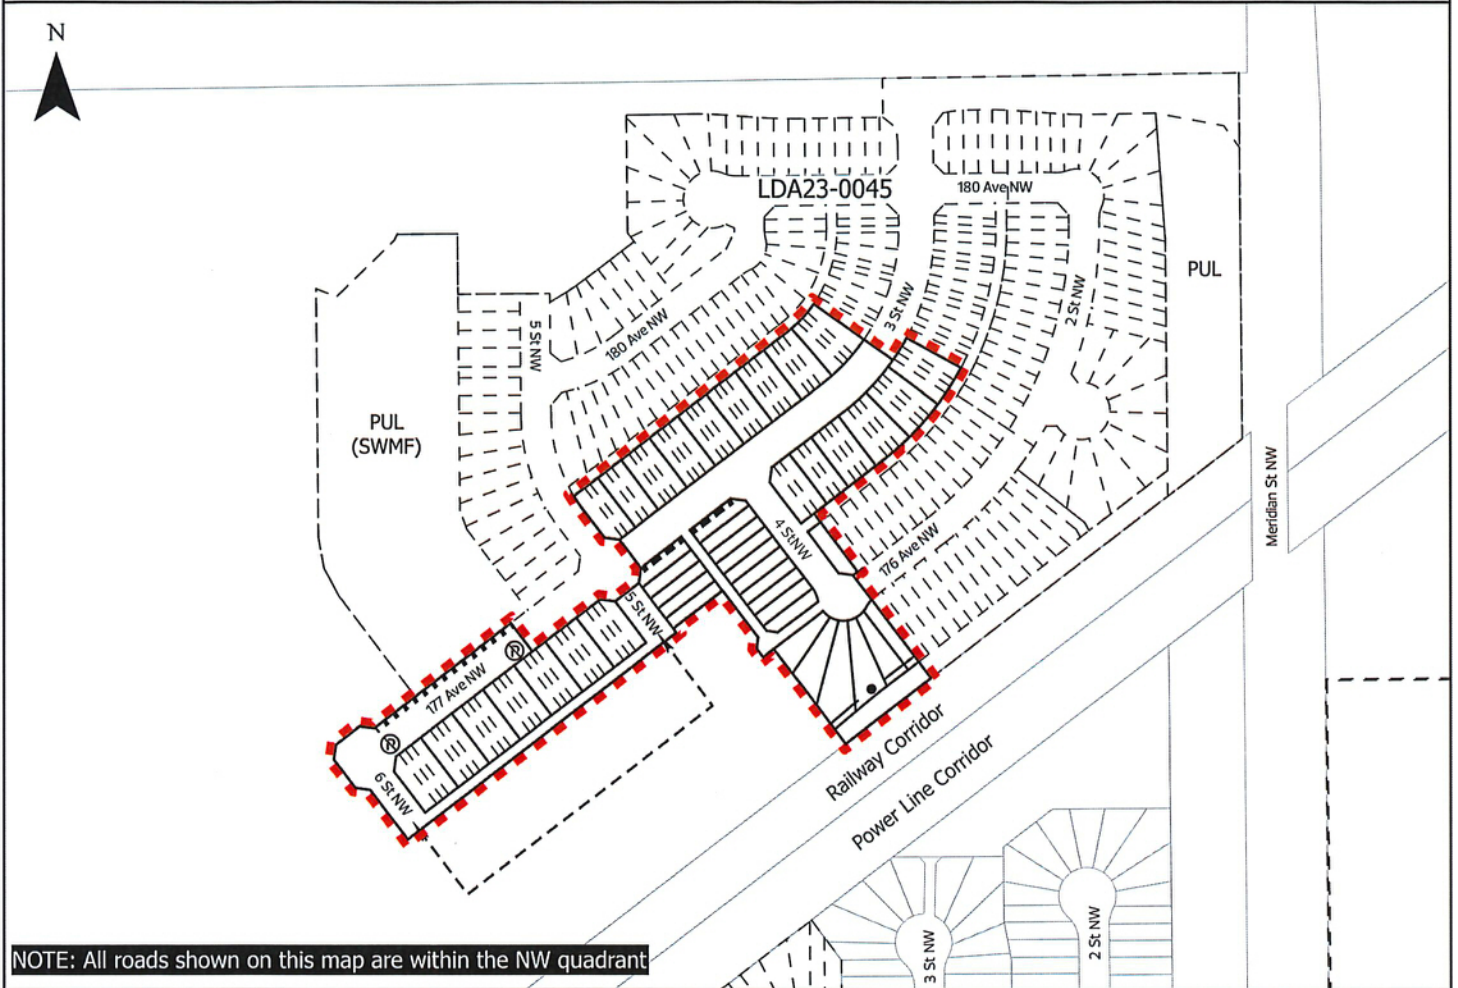 N
LDA23-0045
180 Ave NW
PUL
3 St NW
2 St NW
5 St NW
180 Ave NW
PUL
(SWMF)
Meridian St NW
4 St NW
176 Ave NW
5 St NW
R
177 Ave NW
R
6 St NW
Railway Corridor
Power Line Corridor
3 St NW
2 St NW
NOTE: All roads shown on this map are within the NW quadrant